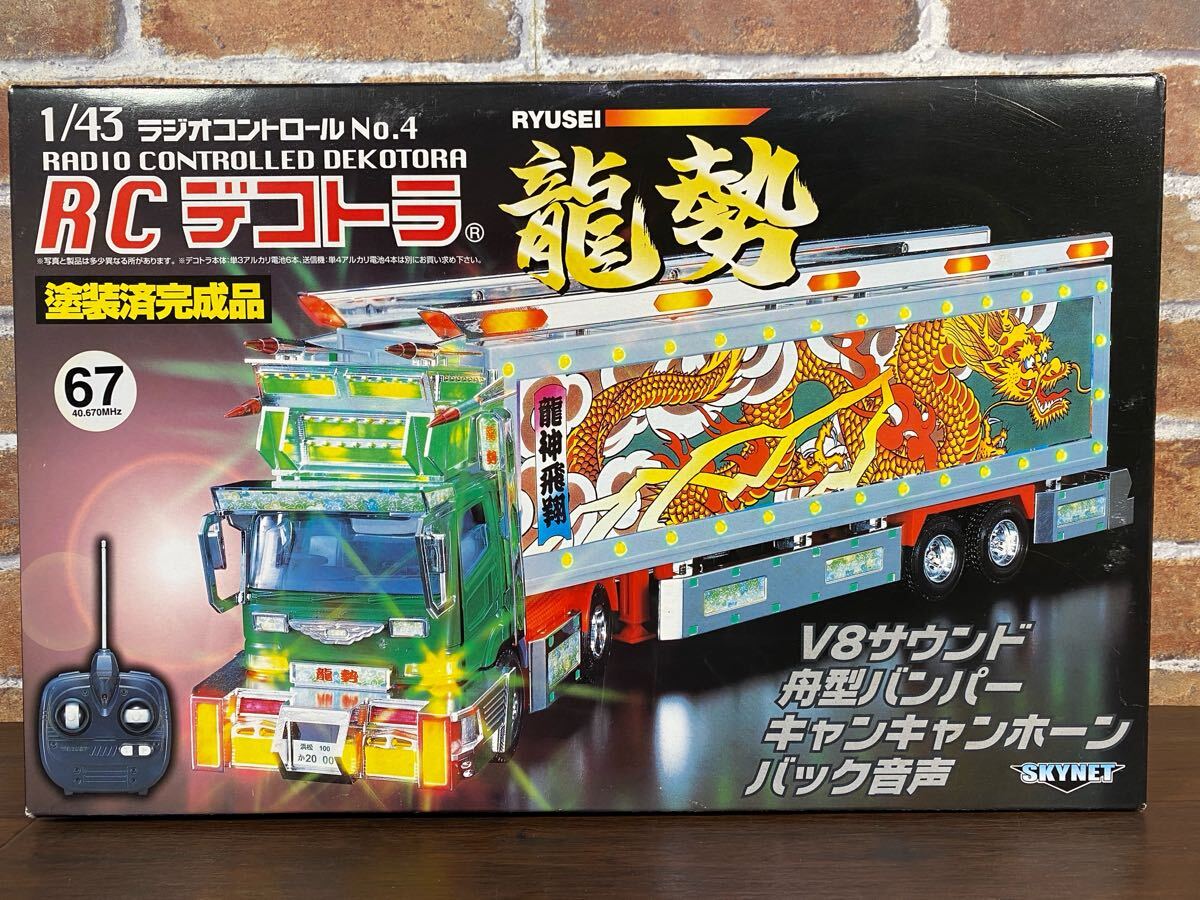 1/43 ラジオコントロール No.4
RADIO CONTROLLED DEKOTORA
RCデコトラ®
※写真と製品は多少異なる所があります。※デコトラ本体:単3アルカリ電池6本、送信機:単4アルカリ電池4本は別にお買い求め下さい。
塗装済完成品
RYUSEI
龍勢
67
40.670MHz
龍神飛翔
龍勢
龍勢
浜松 100
か20 00
V8サウンド
舟型バンパー
キャンキャンホーン
バック音声
SKYNET